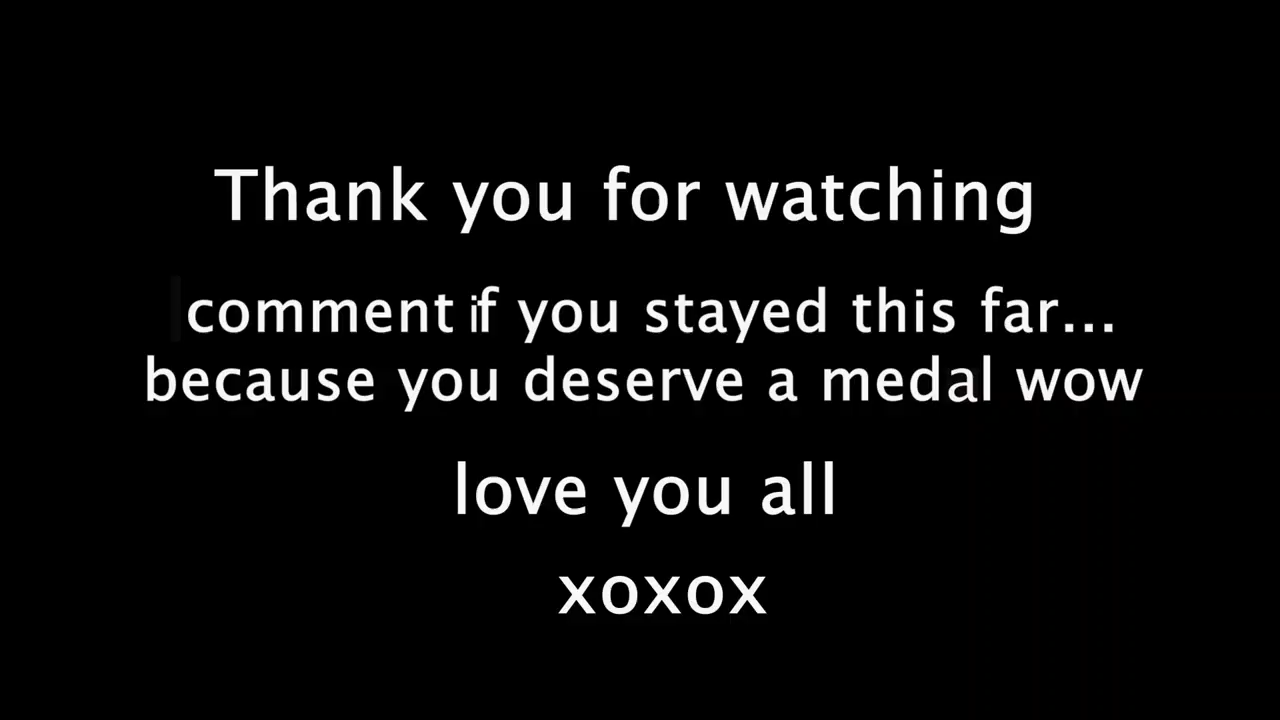 Thank you for watching
comment if you stayed this far...
because you deserve a medal wow
love you all
xoxox